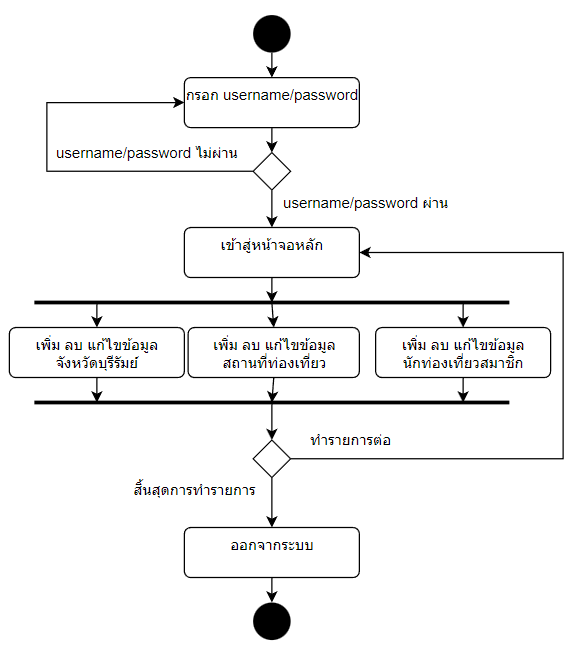 กรอก username/password
username/password ไม่ผ่าน
username/password ผ่าน
เข้าสู่หน้าจอหลัก
เพิ่ม ลบ แก้ไขข้อมูล
จังหวัดบุรีรัมย์
เพิ่ม ลบ แก้ไขข้อมูล
สถานที่ท่องเที่ยว
เพิ่ม ลบ แก้ไขข้อมูล
นักท่องเที่ยวสมาชิก
ทำรายการต่อ
สิ้นสุดการทำรายการ
ออกจากระบบ